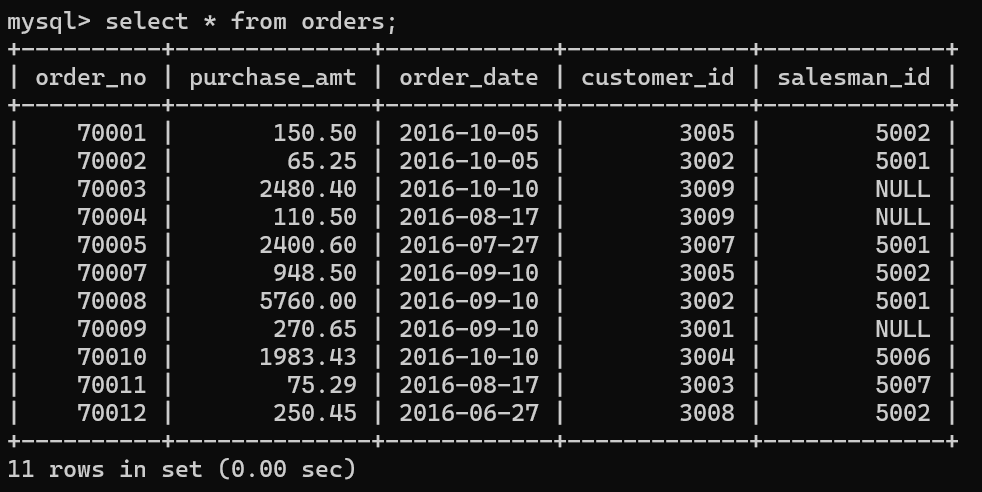 mysql> select * from orders;
+----------+--------------+------------+-------------+-------------+
| order_no | purchase_amt | order_date | customer_id | salesman_id |
+----------+--------------+------------+-------------+-------------+
|    70001 |       150.50 | 2016-10-05 |        3005 |        5002 |
|    70002 |        65.25 | 2016-10-05 |        3002 |        5001 |
|    70003 |      2480.40 | 2016-10-10 |        3009 |        NULL |
|    70004 |       110.50 | 2016-08-17 |        3009 |        NULL |
|    70005 |      2400.60 | 2016-07-27 |        3007 |        5001 |
|    70007 |       948.50 | 2016-09-10 |        3005 |        5002 |
|    70008 |      5760.00 | 2016-09-10 |        3002 |        5001 |
|    70009 |       270.65 | 2016-09-10 |        3001 |        NULL |
|    70010 |      1983.43 | 2016-10-10 |        3004 |        5006 |
|    70011 |        75.29 | 2016-08-17 |        3003 |        5007 |
|    70012 |       250.45 | 2016-06-27 |        3008 |        5002 |
+----------+--------------+------------+-------------+-------------+
11 rows in set (0.00 sec)